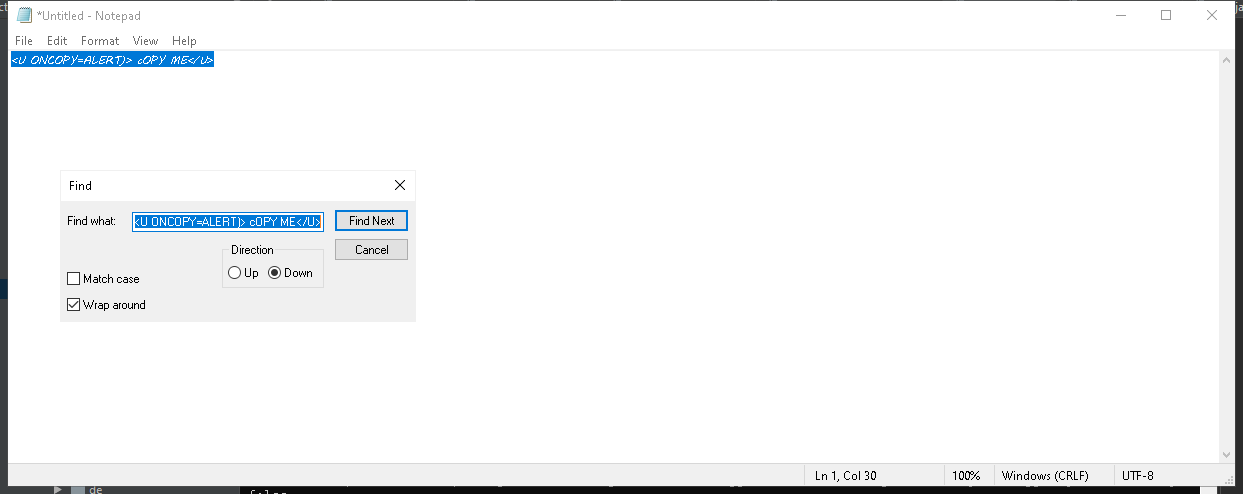 *Untitled - Notepad
File Edit Format View Help
<U ONCOPY=ALERT)> cOPY ME</U>
Find
Find what: <U ONCOPY=ALERT)> cOPY ME</U> Find Next
Direction Cancel
Up Down
Match case
Wrap around
Ln 1, Col 30 100% Windows (CRLF) UTF-8
de